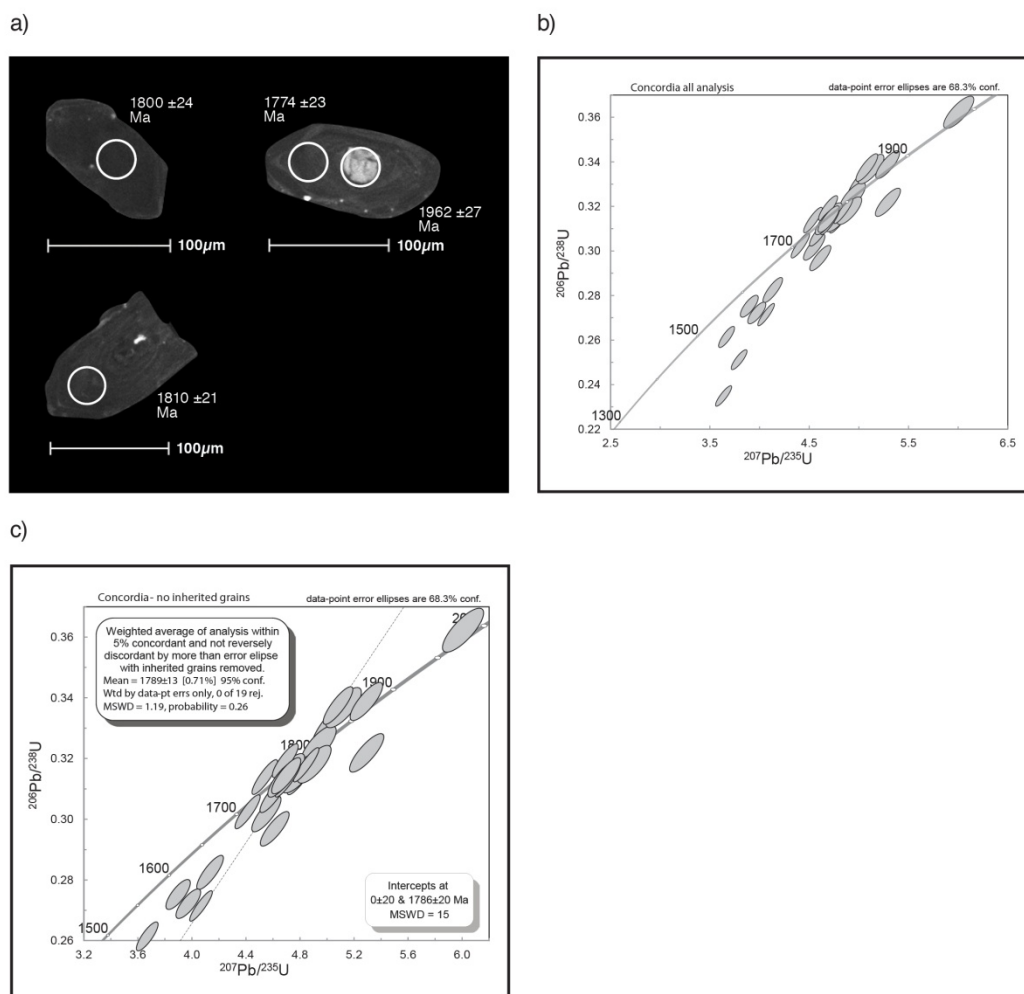 a)
1800 ±24
Ma
1774 ±23
Ma
1962 ±27
Ma
100µm
100µm
1810 ±21
Ma
100µm
b)
Concordia all analysis
data-point error ellipses are 68.3% conf.
0.36
0.34
0.32
0.30
0.28
0.26
0.24
0.22
1900
1700
1500
1300
2.5
3.5
4.5
5.5
6.5
206Pb/238U
207Pb/235U
c)
Concordia- no inherited grains
data-point error ellipses are 68.3% conf.
Weighted average of analysis within
5% concordant and not reversely
discordant by more than error elipse
with inherited grains removed.
Mean = 1789±13 [0.71%] 95% conf.
Wtd by data-pt errs only, 0 of 19 rej.
MSWD = 1.19, probability = 0.26
0.36
0.34
0.32
0.30
0.28
0.26
1900
1800
1700
1600
1500
Intercepts at
0±20 & 1786±20 Ma
MSWD = 15
3.2
3.6
4.0
4.4
4.8
5.2
5.6
6.0
206Pb/238U
207Pb/235U